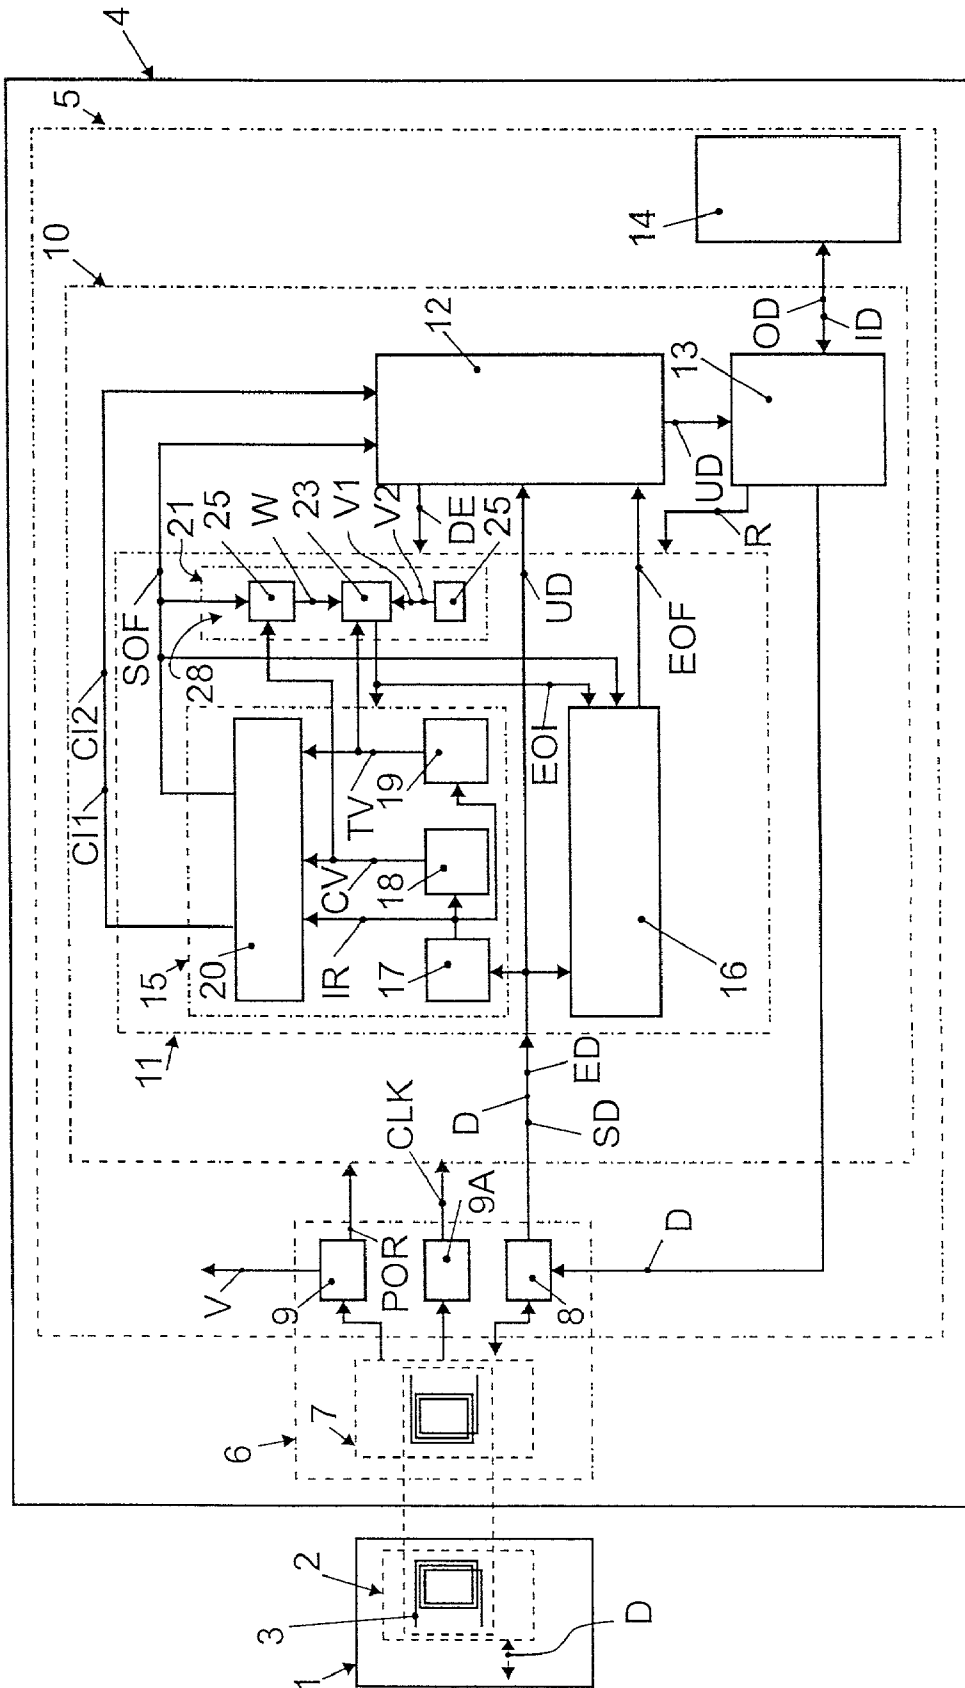 4
5
10
14
OD
ID
12
13
UD
R
CI2
CI1
SOF
21
25
W
23
V1
V2
25
DE
28
UD
EOF
EOI
TV
19
CV
18
IR
17
20
15
11
16
ED
D
SD
CLK
9A
POR
V
9
8
D
7
6
2
3
1
D